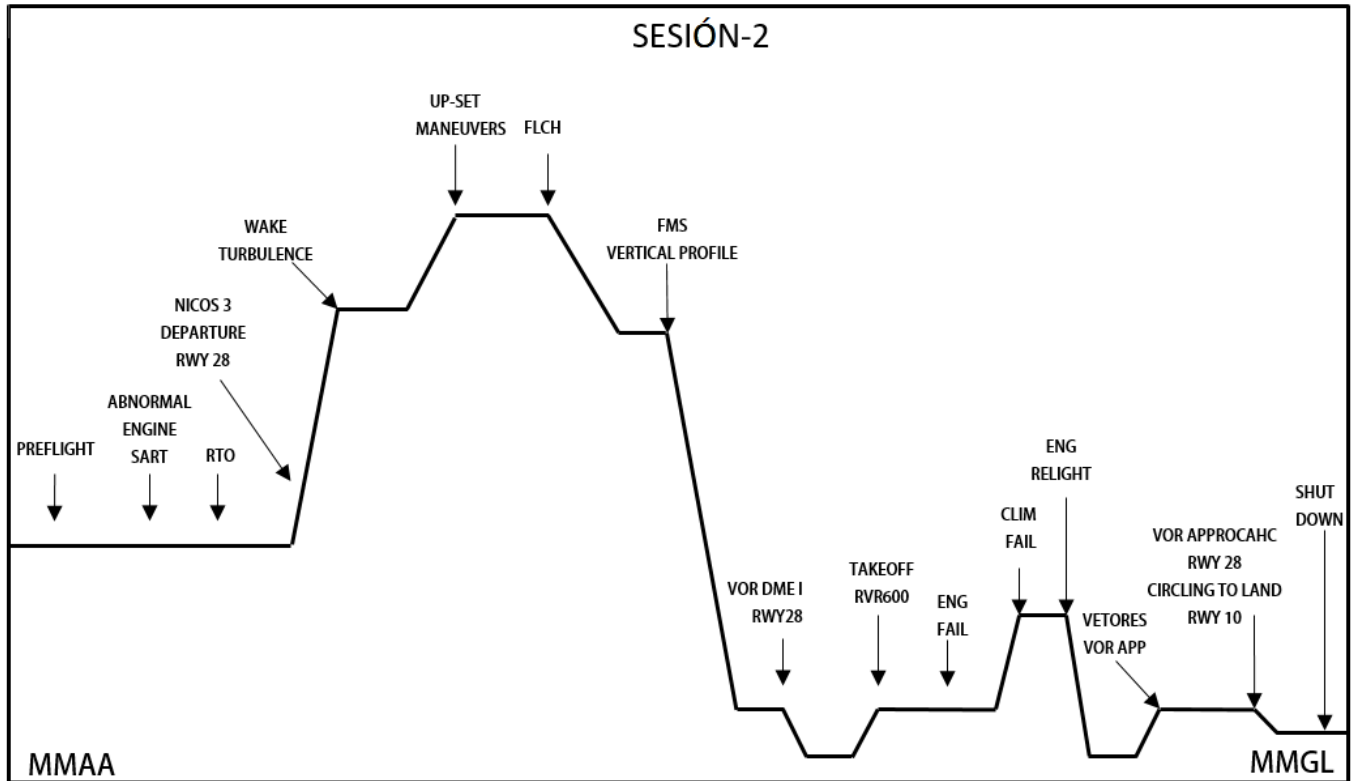 SESIÓN-2
PREFLIGHT
ABNORMAL
ENGINE
SART
RTO
NICOS 3
DEPARTURE
RWY 28
WAKE
TURBULENCE
UP-SET
MANEUVERS
FLCH
FMS
VERTICAL PROFILE
VOR DME I
RWY28
TAKEOFF
RVR600
ENG
FAIL
CLIM
FAIL
ENG
RELIGHT
VETORES
VOR APP
VOR APPROCAHC
RWY 28
CIRCLING TO LAND
RWY 10
SHUT
DOWN
MMAA
MMGL